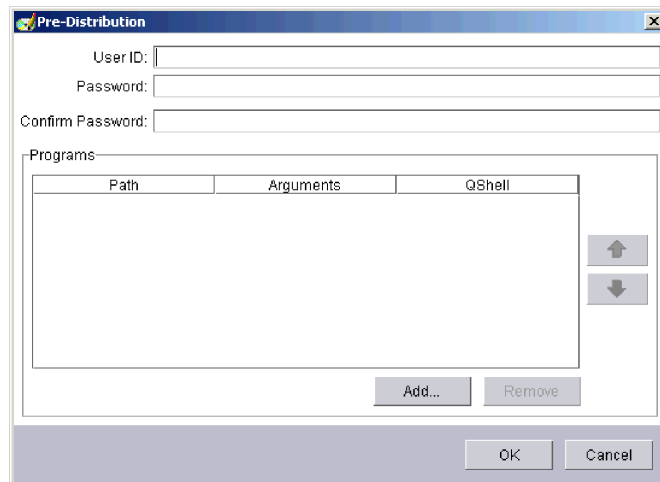 Pre-Distribution
User ID:
Password:
Confirm Password:
Programs
Path Arguments QShell
Add... Remove
OK Cancel